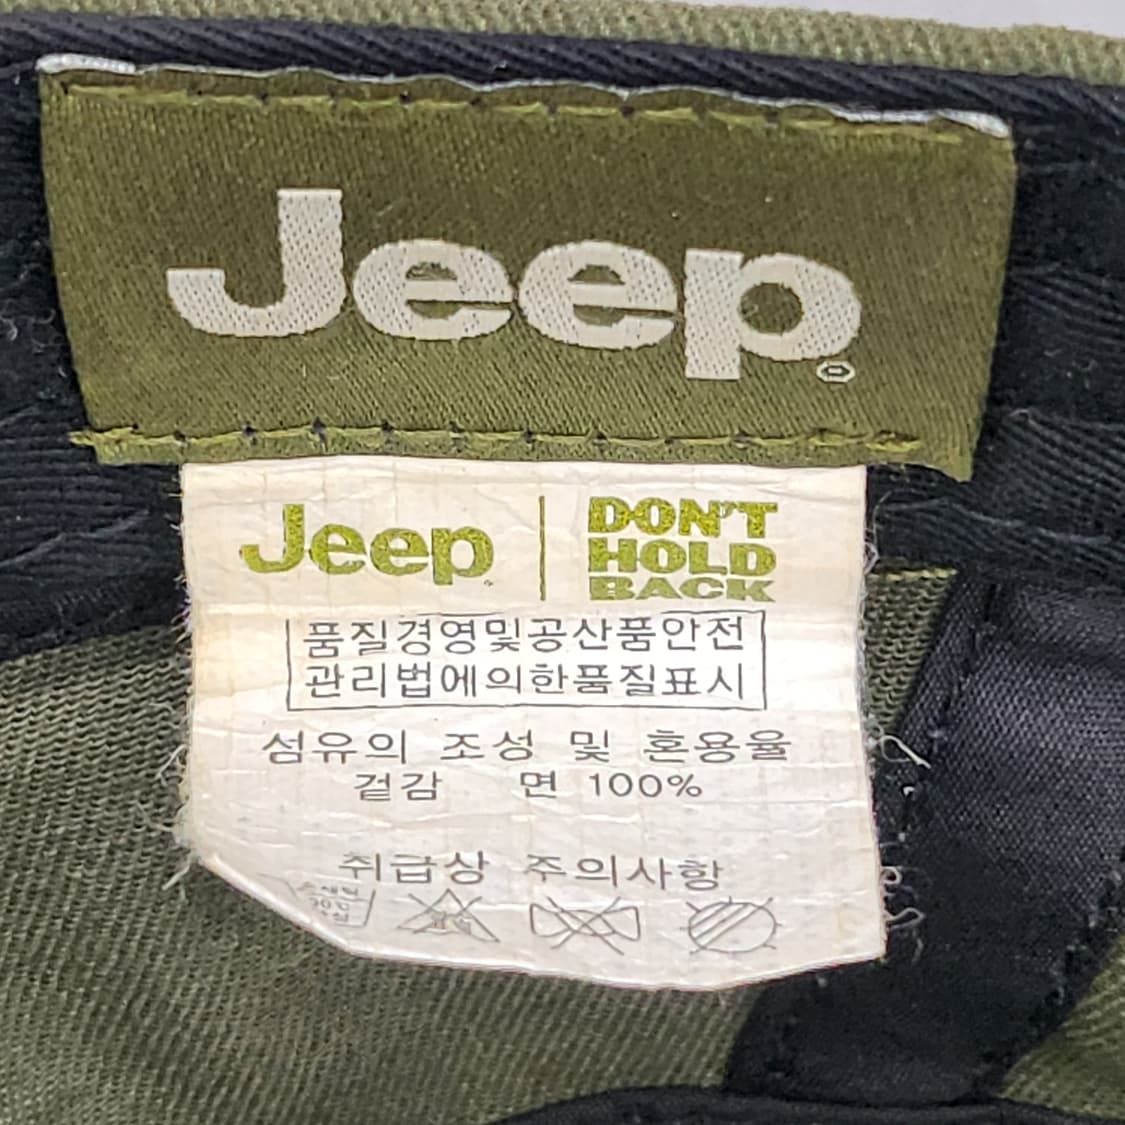 Jeep
Jeep
DON'T
HOLD
BACK
품질경영및공산품안전
관리법에의한품질표시
섬유의 조성 및 혼용율
겉감 면 100%
취급상 주의사항